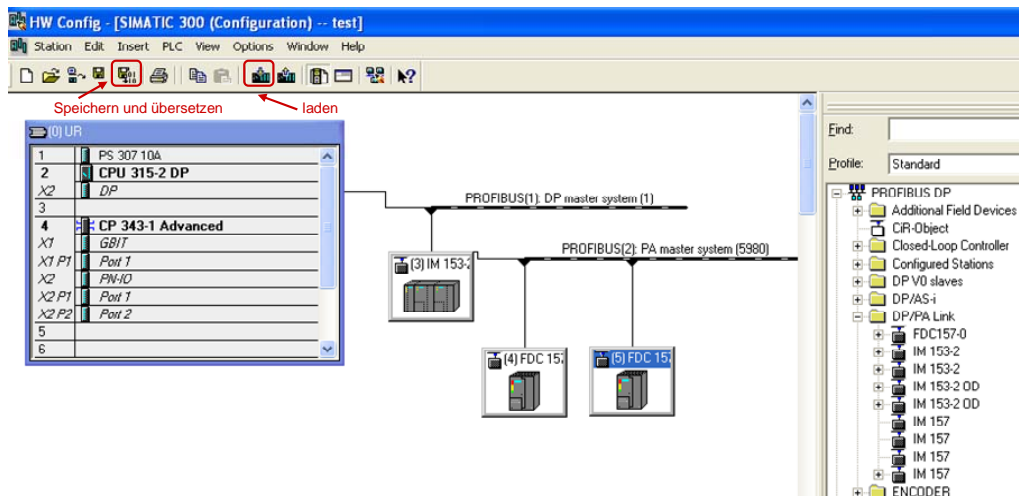 HW Config - [SIMATIC 300 (Configuration) -- test]
Station Edit Insert PLC View Options Window Help
Speichern und übersetzen
laden
(0) UR
1 PS 307 10A
2 CPU 315-2 DP
X2 DP
3
4 CP 343-1 Advanced
X1 GBIT
X1 P1 Port 1
X2 PN-IO
X2 P1 Port 1
X2 P2 Port 2
5
6
PROFIBUS(1): DP master system (1)
PROFIBUS(2): PA master system (5980)
(3) IM 153-2
(4) FDC 157
(5) FDC 157
Find:
Profile: Standard
PROFIBUS DP
Additional Field Devices
CiR-Object
Closed-Loop Controller
Configured Stations
DP V0 slaves
DP/AS-i
DP/PA Link
FDC157-0
IM 153-2
IM 153-2
IM 153-2 OD
IM 153-2 OD
IM 157
IM 157
IM 157
IM 157
ENCODER